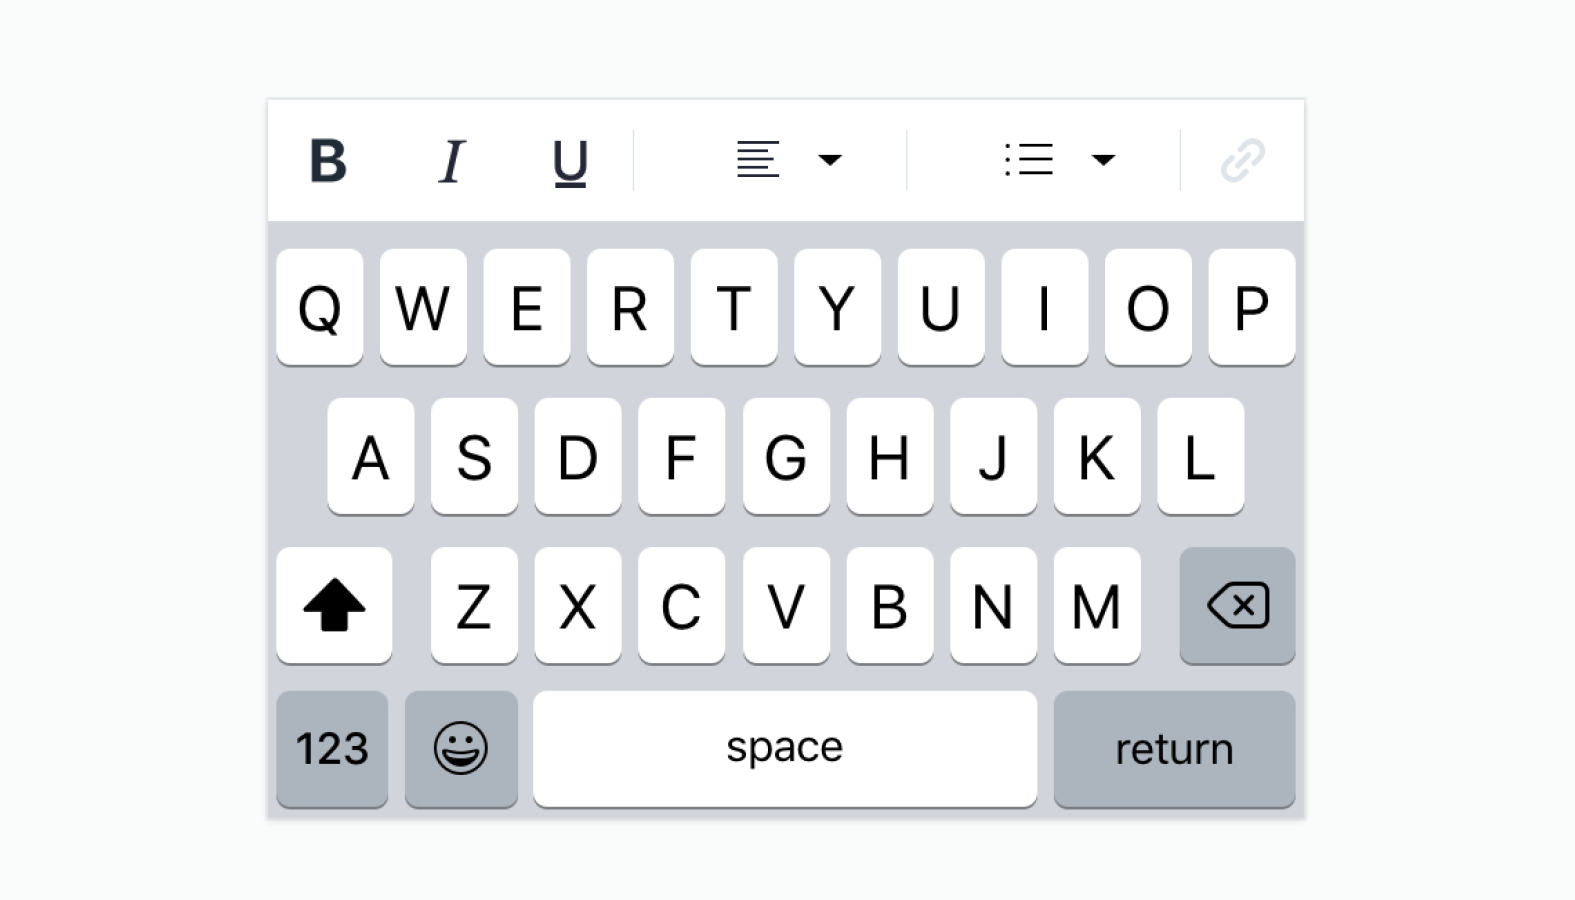 B I U
Q W E R T Y U I O P
A S D F G H J K L
Z X C V B N M
123 space return